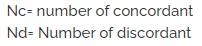 Nc= number of concordant
Nd= Number of discordant